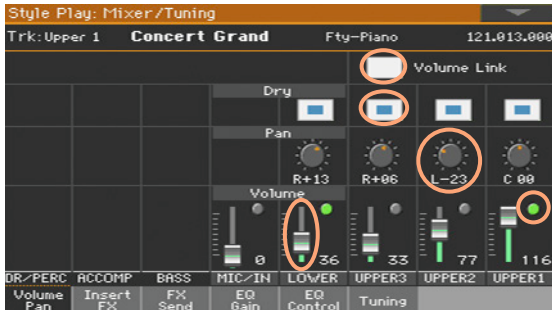 Style Play: Mixer/Tuning
Trk: Upper 1 Concert Grand Fty-Piano 121.013.000
Volume Link
Dry
Pan
R+13 R+06 L-23 C 00
Volume
0 36 33 77 116
DR/PERC ACCOMP BASS MIC/IN LOWER UPPER3 UPPER2 UPPER1
Volume Pan Insert FX FX Send EQ Gain EQ Control Tuning